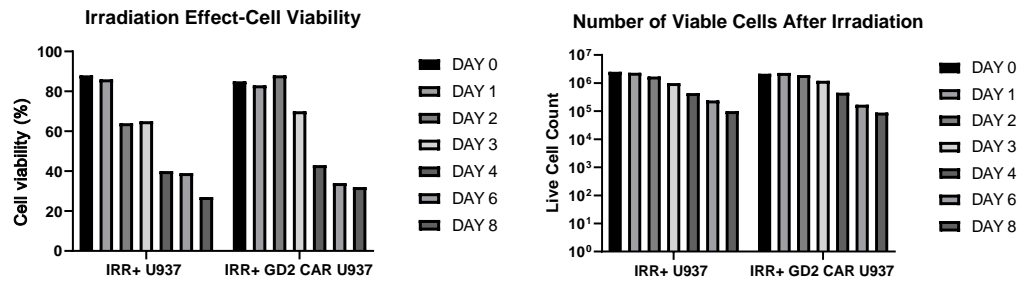 Irradiation Effect-Cell Viability
Cell viability (%)
100
80
60
40
20
0
IRR+ U937
IRR+ GD2 CAR U937
DAY 0
DAY 1
DAY 2
DAY 3
DAY 4
DAY 6
DAY 8
Number of Viable Cells After Irradiation
Live Cell Count
10⁷
10⁶
10⁵
10⁴
10³
10²
10¹
10⁰
IRR+ U937
IRR+ GD2 CAR U937
DAY 0
DAY 1
DAY 2
DAY 3
DAY 4
DAY 6
DAY 8